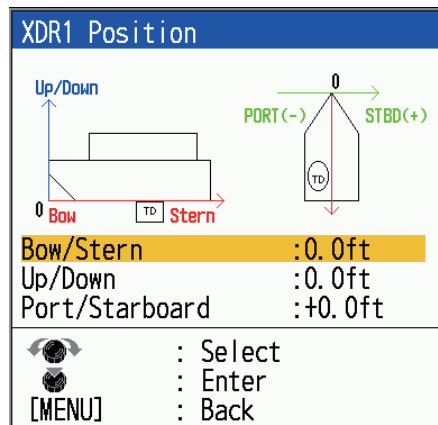 XDR1 Position
Up/Down
0
PORT(-)
STBD(+)
TD
0 Bow
TD
Stern
Bow/Stern :0.0ft
Up/Down :0.0ft
Port/Starboard :+0.0ft
: Select
: Enter
[MENU] : Back